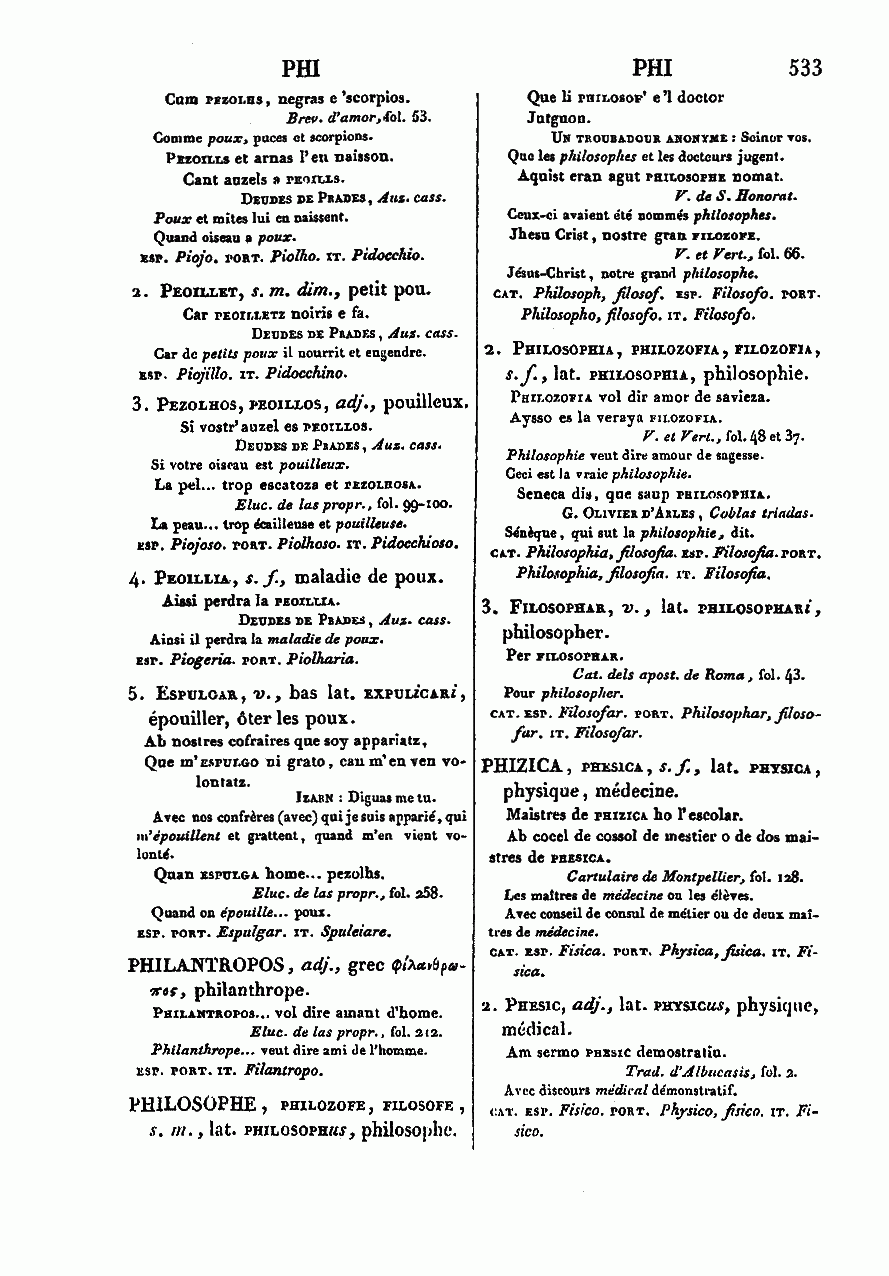 PHI
PHI 533
Cum PEZOLHS, negras e 'scorpios.
Brev. d'amor, fol. 53.
Comme poux, puces et scorpions.
PEZOILLS et arnas l'en naisson.
Cant auzels a PEOILLS.
DEUDES DE PRADES, Auz. cass.
Poux et mites lui en naissent.
Quand oiseau a poux.
ESP. Piojo. PORT. Piolho. IT. Pidocchio.
2. PEOILLET, s. m. dim., petit pou.
Car PEOILLETZ noiris e fa.
DEUDES DE PRADES, Auz. cass.
Car de petits poux il nourrit et engendre.
ESP. Piojillo. IT. Pidocchino.
3. PEZOLHOS, PEOILLOS, adj., pouilleux.
Si vostr'auzel es PEOILLOS.
DEUDES DE PRADES, Auz. cass.
Si votre oiseau est pouilleux.
La pel... trop escatoza et PEZOLHOSA.
Eluc. de las propr., fol. 99-100.
La peau... trop écailleuse et pouilleuse.
ESP. Piojoso. PORT. Piolhoso. IT. Pidocchioso.
4. PEOILLIA, s. f., maladie de poux.
Aissi perdra la PEOILLIA.
DEUDES DE PRADES, Auz. cass.
Ainsi il perdra la maladie de poux.
ESP. Piogeria. PORT. Piolharia.
5. ESPULGAR, v., bas lat. EXPULiCARi,
épouiller, ôter les poux.
Ab nostres cofraires que soy appariatz,
Que m'ESPULGO ni grato, can m'en ven vo-
lontatz.
IZARN : Diguas me tu.
Avec nos confrères (avec) qui je suis apparié, qui
m'épouillent et grattent, quand m'en vient vo-
lonté.
Quan ESPULGA home... pezolhs.
Eluc. de las propr., fol. 258.
Quand on épouille... poux.
ESP. PORT. Espulgar. IT. Spuleiare.
PHILANTROPOS, adj., grec φίλανθρω-
πος, philanthrope.
PHILANTROPOS... vol dire amant d'home.
Eluc. de las propr., fol. 212.
Philanthrope... veut dire ami de l'homme.
ESP. PORT. IT. Filantropo.
PHILOSOPHE, PHILOZOFE, FILOSOFE,
s. m., lat. PHILOSOPHus, philosophe.
Que li PHILOSOF' e'l doctor
Jutgnon.
UN TROUBADOUR ANONYME : Seinor vos.
Que les philosophes et les docteurs jugent.
Aquist eran agut PHILOSOPHE nomat.
V. de S. Honorat.
Ceux-ci avaient été nommés philosophes.
Jhesu Crist, nostre gran FILOZOFE.
V. et Vert., fol. 66.
Jésus-Christ, notre grand philosophe.
CAT. Philosoph, filosof. ESP. Filosofo. PORT.
Philosopho, filosofo. IT. Filosofo.
2. PHILOSOPHIA, PHILOZOFIA, FILOZOFIA,
s. f., lat. PHILOSOPHIA, philosophie.
PHILOZOFIA vol dir amor de savieza.
Aysso es la veraya FILOZOFIA.
V. et Vert., fol. 48 et 37.
Philosophie veut dire amour de sagesse.
Ceci est la vraie philosophie.
Seneca dis, que saup PHILOSOPHIA.
G. OLIVIER D'ARLES, Coblas triadas.
Sénèque, qui sut la philosophie, dit.
CAT. Philosophia, filosofia. ESP. Filosofia. PORT.
Philosophia, filosofia. IT. Filosofia.
3. FILOSOPHAR, v., lat. PHILOSOPHARi,
philosopher.
Per FILOSOPHAR.
Cat. dels apost. de Roma, fol. 43.
Pour philosopher.
CAT. ESP. Filosofar. PORT. Philosophar, filoso-
far. IT. Filosofar.
PHIZICA, PHESICA, s. f., lat. PHYSICA,
physique, médecine.
Maistres de PHIZICA ho l'escolar.
Ab cocel de cossol de mestier o de dos mai-
stres de PHESICA.
Cartulaire de Montpellier, fol. 128.
Les maîtres de médecine ou les élèves.
Avec conseil de consul de métier ou de deux maî-
tres de médecine.
CAT. ESP. Fisica. PORT. Physica, fisica. IT. Fi-
sica.
2. PHESIC, adj., lat. PHYSICus, physique,
médical.
Am sermo PHESIC demostratiu.
Trad. d'Albucasis, fol. 2.
Avec discours médical démonstratif.
CAT. ESP. Fisico. PORT. Physico, fisico. IT. Fi-
sico.